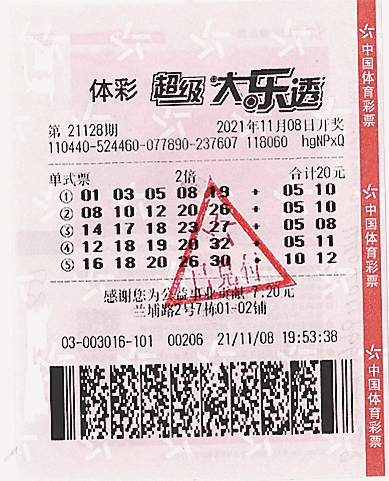 体彩 超级大乐透
第 21128期 2021年11月08日开奖
110440-524460-077890-237607 118060 hgNPxQ
单式票 2倍 合计20元
① 01 03 05 08 19 + 05 10
② 08 10 12 20 26 + 05 10
③ 14 17 18 23 27 + 05 08
④ 12 18 19 20 32 + 05 11
⑤ 16 18 20 26 30 + 10 12
已兑付
感谢您为公益事业贡献 7.20元
兰埔路2号7栋01-02铺
03-003016-101 00206 21/11/08 19:53:38
中国体育彩票
中国体育彩票
中国体育彩票